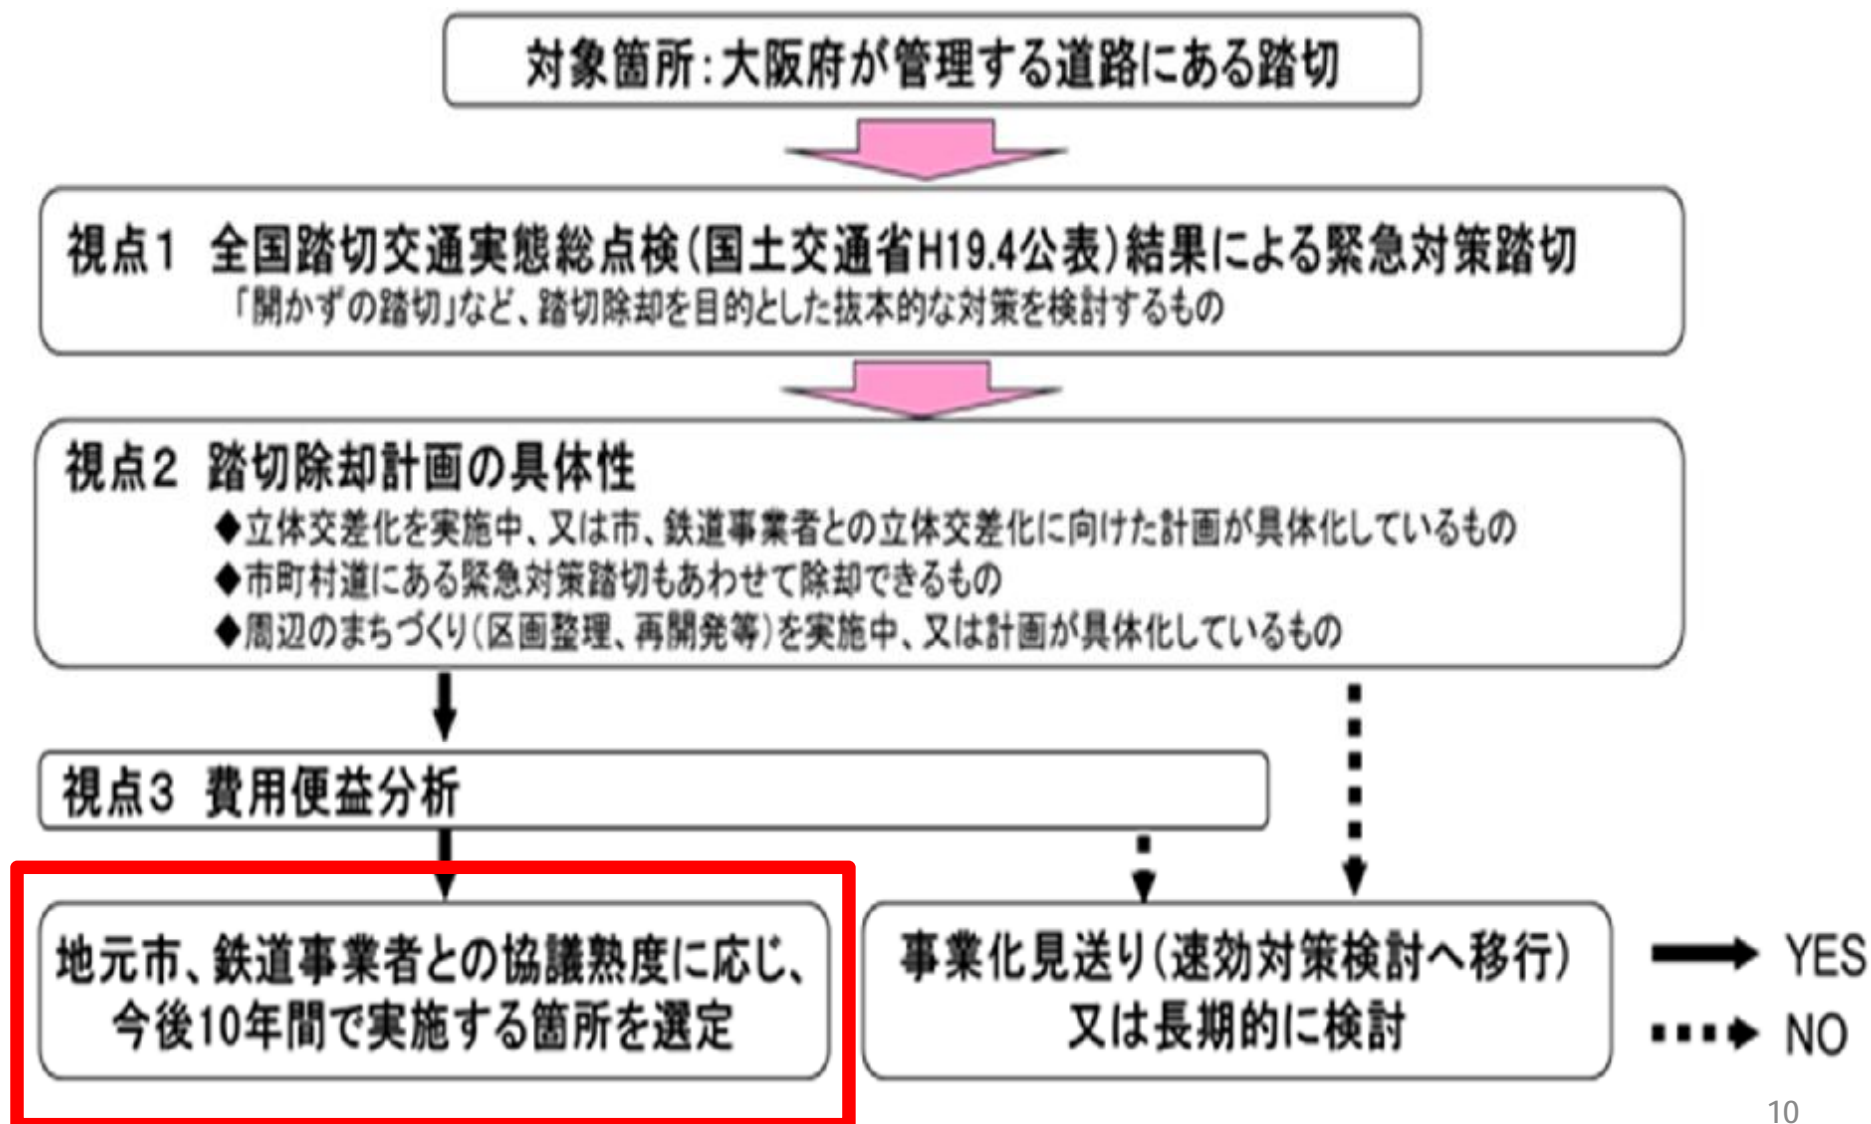 対象箇所：大阪府が管理する道路にある踏切
視点１ 全国踏切交通実態総点検（国土交通省H19.4公表）結果による緊急対策踏切
「開かずの踏切」など、踏切除却を目的とした抜本的な対策を検討するもの
視点２ 踏切除却計画の具体性
◆立体交差化を実施中、又は市、鉄道事業者との立体交差化に向けた計画が具体化しているもの
◆市町村道にある緊急対策踏切もあわせて除却できるもの
◆周辺のまちづくり（区画整理、再開発等）を実施中、又は計画が具体化しているもの
視点３ 費用便益分析
地元市、鉄道事業者との協議熟度に応じ、
今後10年間で実施する箇所を選定
事業化見送り（速効対策検討へ移行）
又は長期的に検討
YES
NO
10